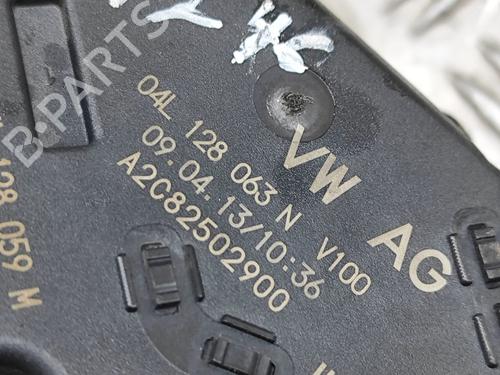 04L 128 063 N V100
09.04.13/10:36
A2C82502900
VW AG
128 059 M
B-PARTS